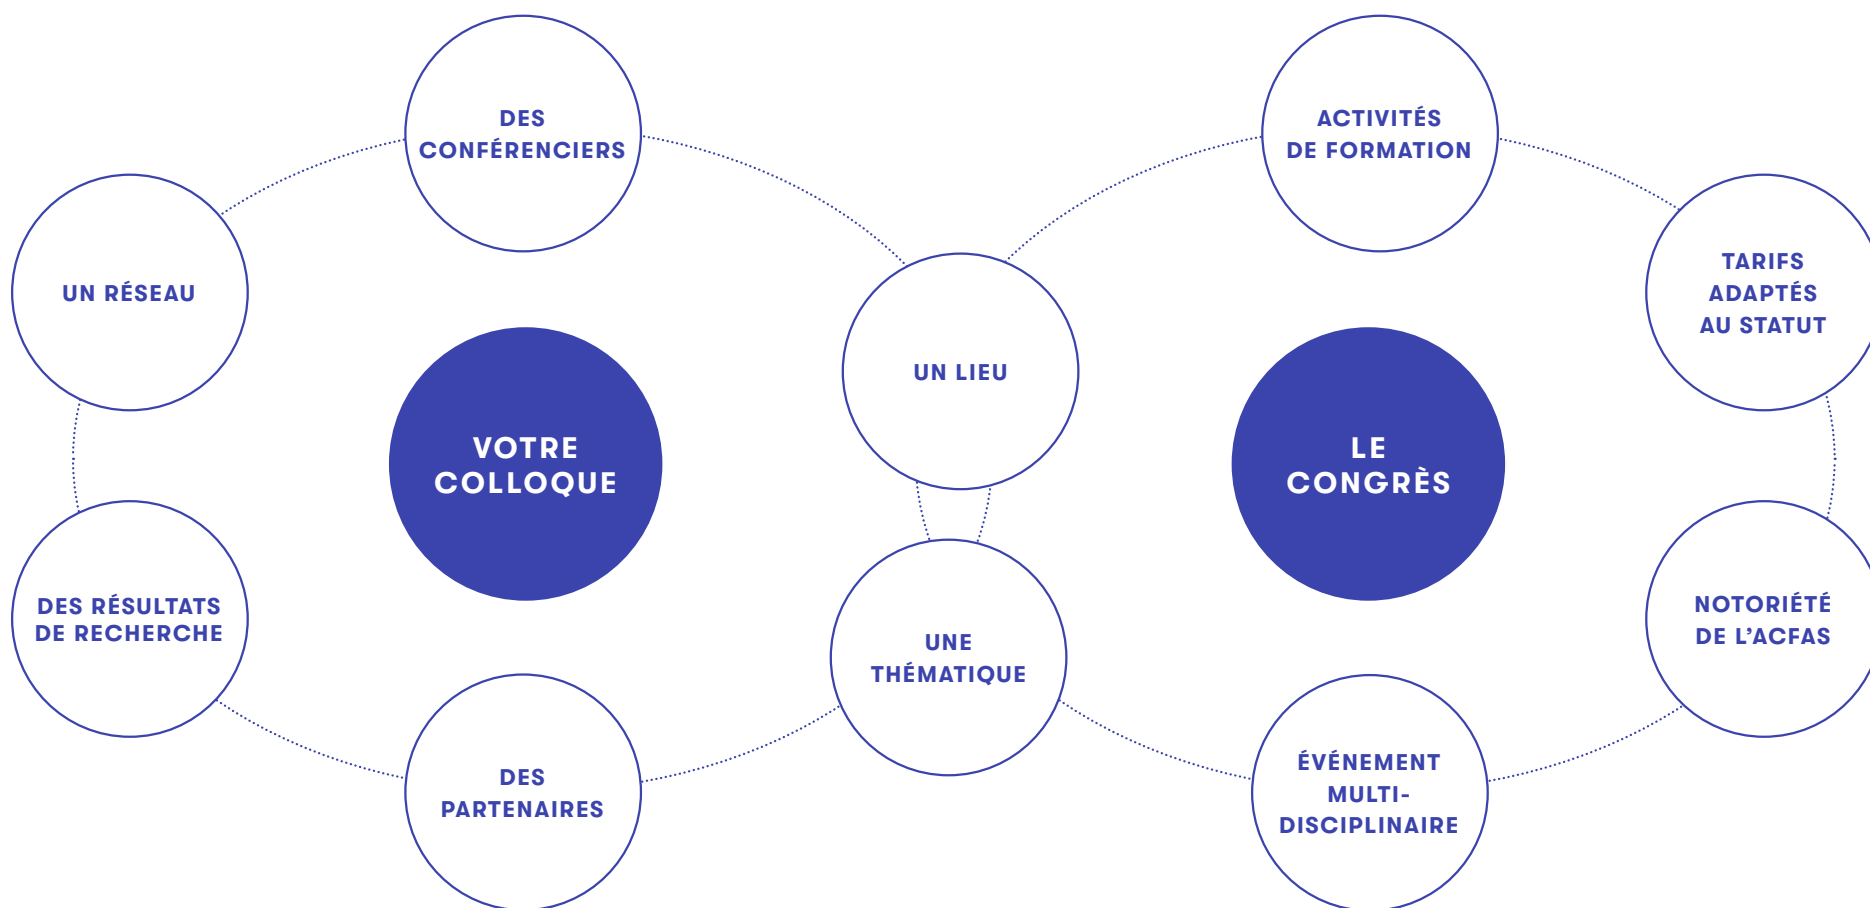 DES
CONFÉRENCIERS
ACTIVITÉS
DE FORMATION
UN RÉSEAU
TARIFS
ADAPTÉS
AU STATUT
UN LIEU
VOTRE
COLLOQUE
LE
CONGRÈS
DES RÉSULTATS
DE RECHERCHE
UNE
THÉMATIQUE
NOTORIÉTÉ
DE L’ACFAS
DES
PARTENAIRES
ÉVÉNEMENT
MULTI-
DISCIPLINAIRE